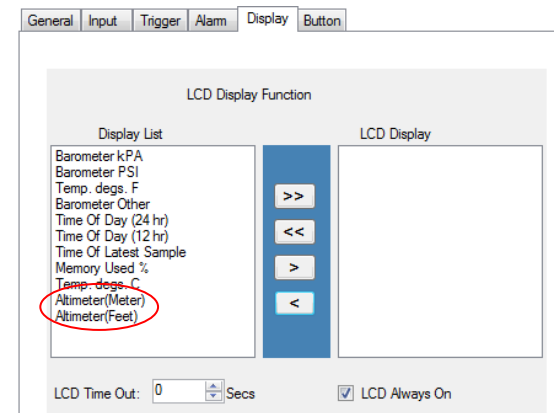 General Input Trigger Alarm Display Button
LCD Display Function
Display List LCD Display
Barometer kPA
Barometer PSI
Temp. degs. F
Barometer Other
Time Of Day (24 hr)
Time Of Day (12 hr)
Time Of Latest Sample
Memory Used %
Temp. degs. C
Altimeter(Meter)
Altimeter(Feet)
>>
<<
>
<
LCD Time Out: 0 Secs LCD Always On